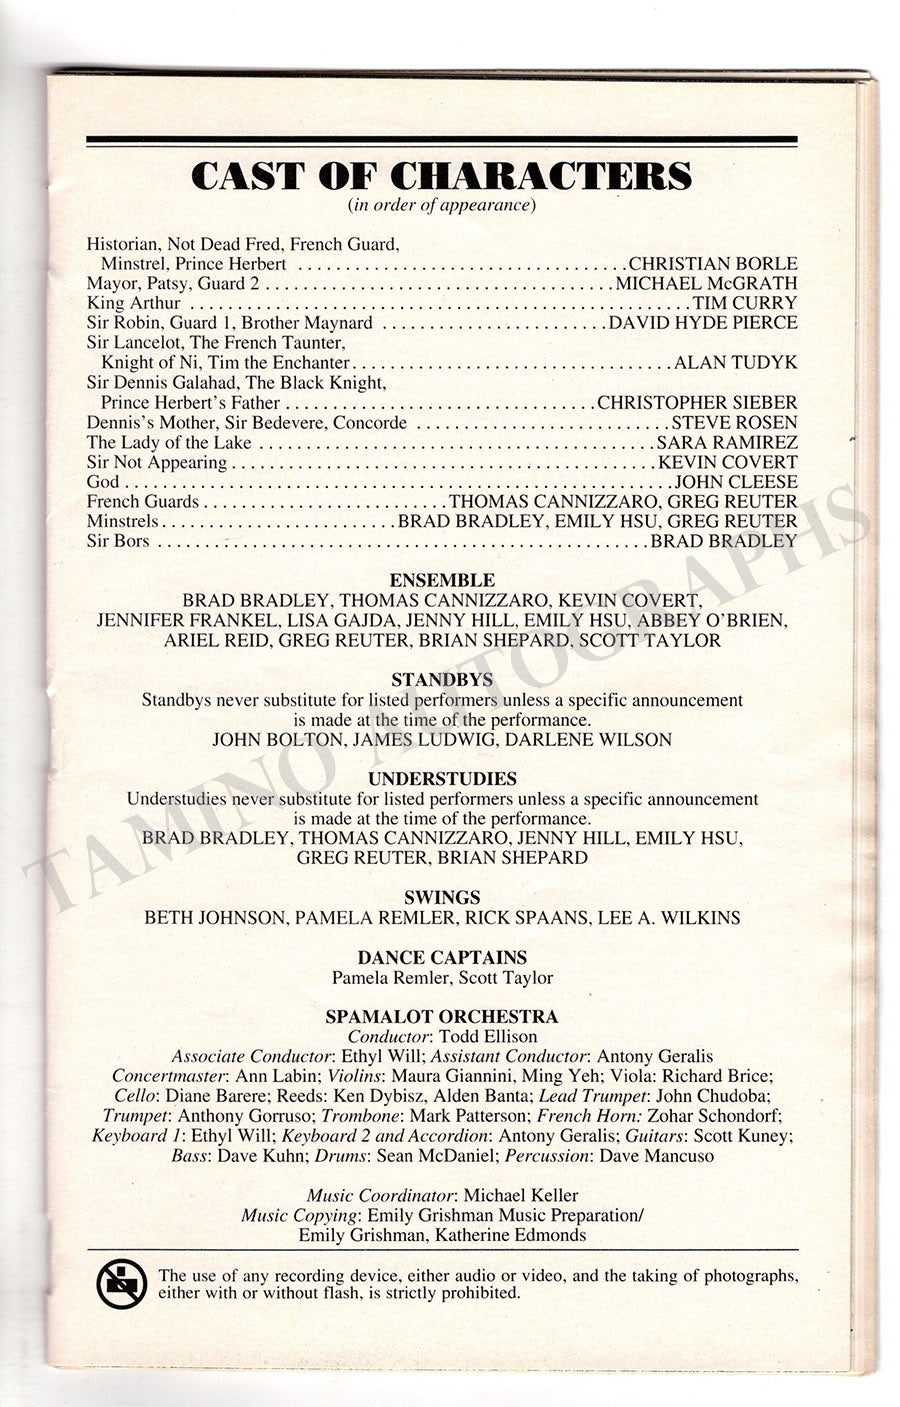 CAST OF CHARACTERS
(in order of appearance)
Historian, Not Dead Fred, French Guard,
Minstrel, Prince Herbert ..................................CHRISTIAN BORLE
Mayor, Patsy, Guard 2....................................MICHAEL McGRATH
King Arthur ....................................................TIM CURRY
Sir Robin, Guard 1, Brother Maynard ........................DAVID HYDE PIERCE
Sir Lancelot, The French Taunter,
Knight of Ni, Tim the Enchanter.................................ALAN TUDYK
Sir Dennis Galahad, The Black Knight,
Prince Herbert's Father................................CHRISTOPHER SIEBER
Dennis's Mother, Sir Bedevere, Concorde ..........................STEVE ROSEN
The Lady of the Lake .........................................SARA RAMIREZ
Sir Not Appearing............................................KEVIN COVERT
God.........................................................JOHN CLEESE
French Guards.........................THOMAS CANNIZZARO, GREG REUTER
Minstrels........................BRAD BRADLEY, EMILY HSU, GREG REUTER
Sir Bors ...................................................BRAD BRADLEY
ENSEMBLE
BRAD BRADLEY, THOMAS CANNIZZARO, KEVIN COVERT,
JENNIFER FRANKEL, LISA GAJDA, JENNY HILL, EMILY HSU, ABBEY O'BRIEN,
ARIEL REID, GREG REUTER, BRIAN SHEPARD, SCOTT TAYLOR
STANDBYS
Standbys never substitute for listed performers unless a specific announcement
is made at the time of the performance.
JOHN BOLTON, JAMES LUDWIG, DARLENE WILSON
UNDERSTUDIES
Understudies never substitute for listed performers unless a specific announcement
is made at the time of the performance.
BRAD BRADLEY, THOMAS CANNIZZARO, JENNY HILL, EMILY HSU,
GREG REUTER, BRIAN SHEPARD
SWINGS
BETH JOHNSON, PAMELA REMLER, RICK SPAANS, LEE A. WILKINS
DANCE CAPTAINS
Pamela Remler, Scott Taylor
SPAMALOT ORCHESTRA
Conductor: Todd Ellison
Associate Conductor: Ethyl Will; Assistant Conductor: Antony Geralis
Concertmaster: Ann Labin; Violins: Maura Giannini, Ming Yeh; Viola: Richard Brice;
Cello: Diane Barere; Reeds: Ken Dybisz, Alden Banta; Lead Trumpet: John Chudoba;
Trumpet: Anthony Gorruso; Trombone: Mark Patterson; French Horn: Zohar Schondorf;
Keyboard 1: Ethyl Will; Keyboard 2 and Accordion: Antony Geralis; Guitars: Scott Kuney;
Bass: Dave Kuhn; Drums: Sean McDaniel; Percussion: Dave Mancuso
Music Coordinator: Michael Keller
Music Copying: Emily Grishman Music Preparation/
Emily Grishman, Katherine Edmonds
The use of any recording device, either audio or video, and the taking of photographs,
either with or without flash, is strictly prohibited.
TAMINO AUTOGRAPHS